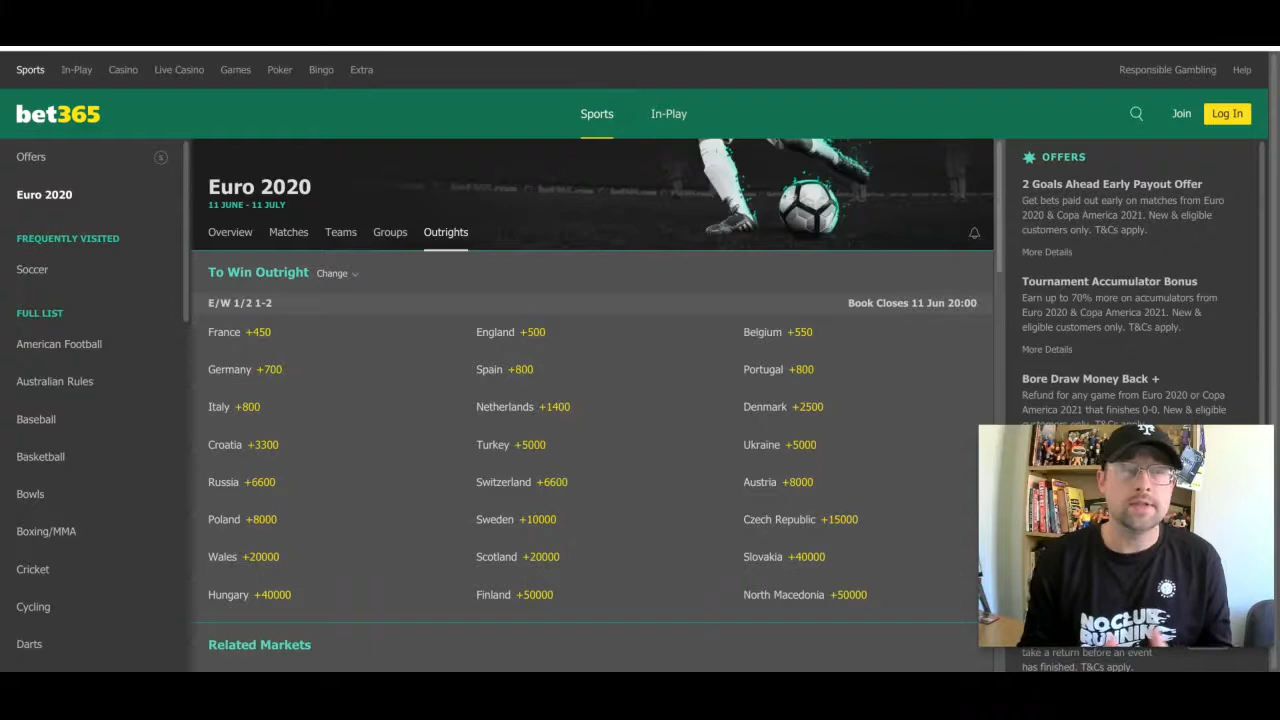 Sports In-Play Casino Live Casino Games Poker Bingo Extra Responsible Gambling Help
bet365 Sports In-Play Join Log In
Offers 5
Euro 2020
FREQUENTLY VISITED
Soccer
FULL LIST
American Football
Australian Rules
Baseball
Basketball
Bowls
Boxing/MMA
Cricket
Cycling
Darts
Euro 2020
11 JUNE - 11 JULY
Overview Matches Teams Groups Outrights
To Win Outright Change
E/W 1/2 1-2 Book Closes 11 Jun 20:00
France +450 England +500 Belgium +550
Germany +700 Spain +800 Portugal +800
Italy +800 Netherlands +1400 Denmark +2500
Croatia +3300 Turkey +5000 Ukraine +5000
Russia +6600 Switzerland +6600 Austria +8000
Poland +8000 Sweden +10000 Czech Republic +15000
Wales +20000 Scotland +20000 Slovakia +40000
Hungary +40000 Finland +50000 North Macedonia +50000
Related Markets
OFFERS
2 Goals Ahead Early Payout Offer
Get bets paid out early on matches from Euro
2020 & Copa America 2021. New & eligible
customers only. T&Cs apply.
More Details
Tournament Accumulator Bonus
Earn up to 70% more on accumulators from
Euro 2020 & Copa America 2021. New &
eligible customers only. T&Cs apply.
More Details
Bore Draw Money Back +
Refund for any game from Euro 2020 or Copa
America 2021 that finishes 0-0. New & eligible
customers only. T&Cs apply.
NO CLUB
RUNNIN
take a return before an event
has finished. T&Cs apply.